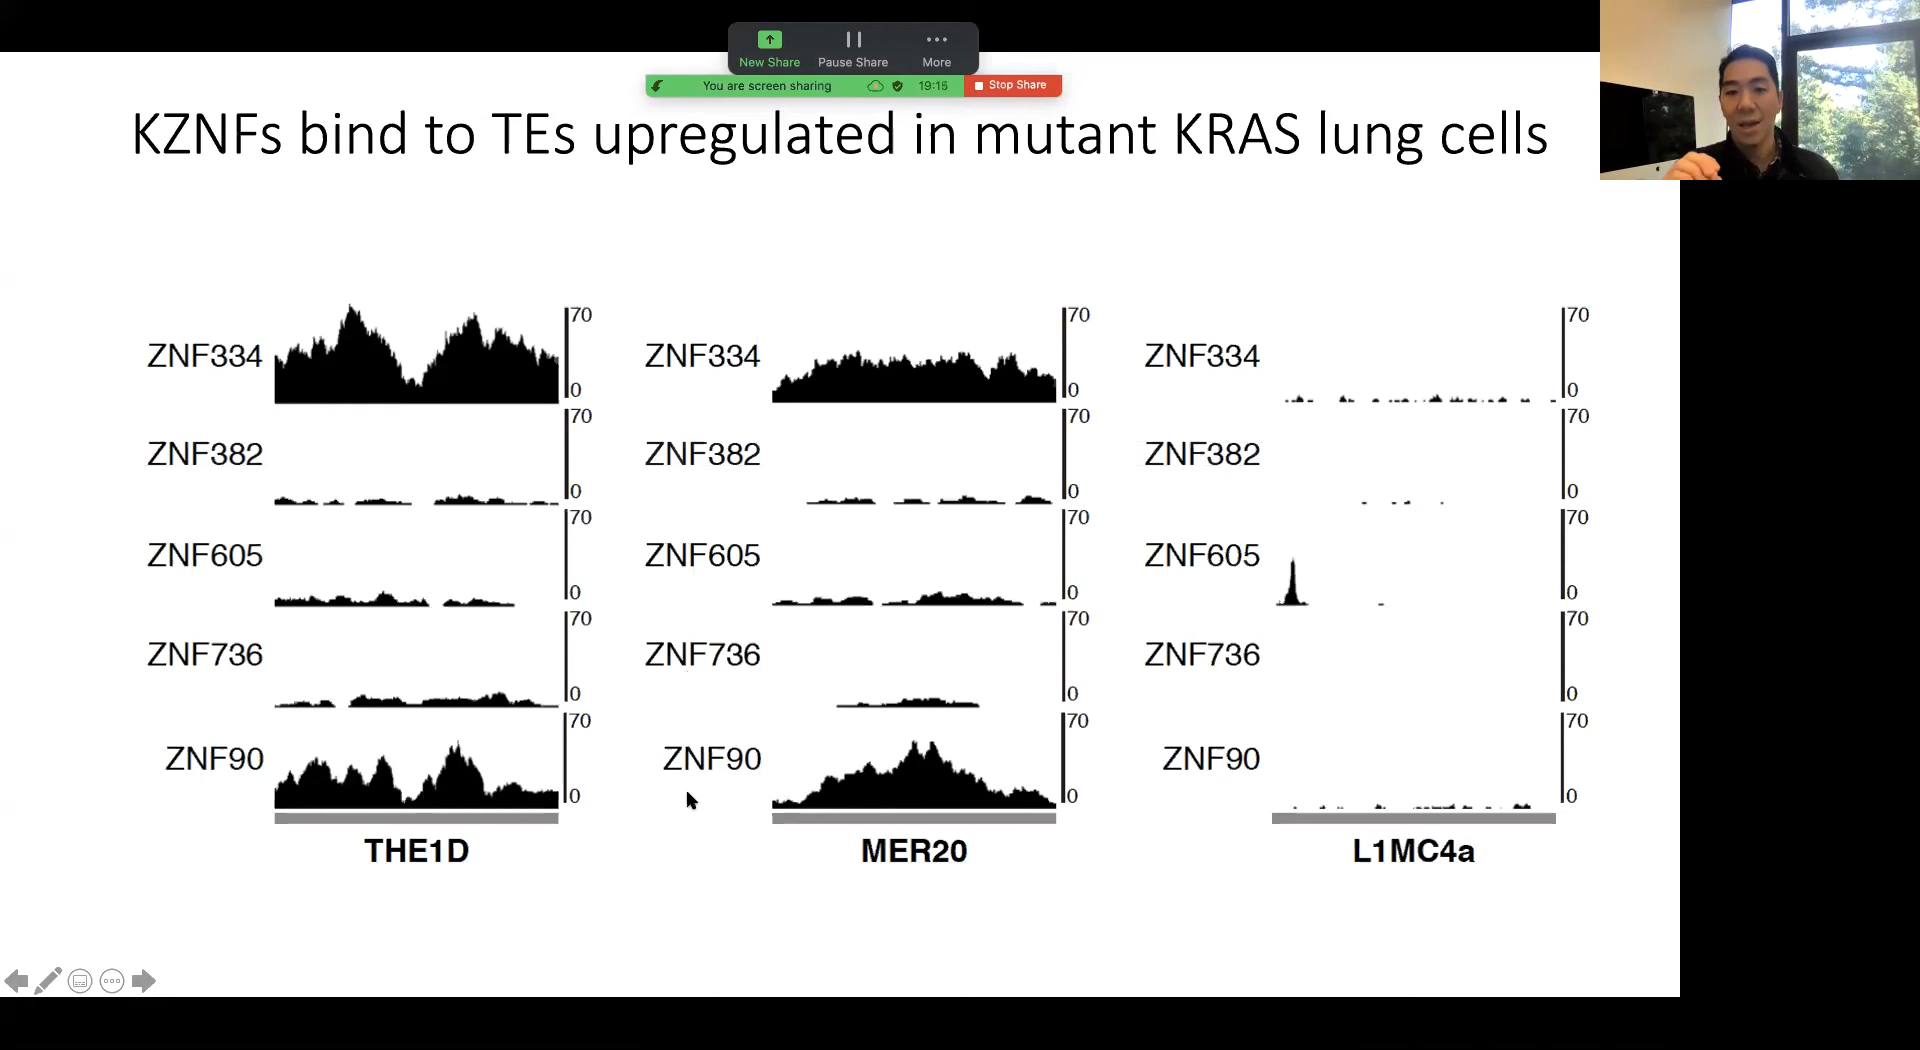 New Share Pause Share More
You are screen sharing 19:15 Stop Share
KZNFs bind to TEs upregulated in mutant KRAS lung cells
ZNF334 70 0
ZNF382 70 0
ZNF605 70 0
ZNF736 70 0
ZNF90 70 0
THE1D
ZNF334 70 0
ZNF382 70 0
ZNF605 70 0
ZNF736 70 0
ZNF90 70 0
MER20
ZNF334 70 0
ZNF382 70 0
ZNF605 70 0
ZNF736 70 0
ZNF90 70 0
L1MC4a